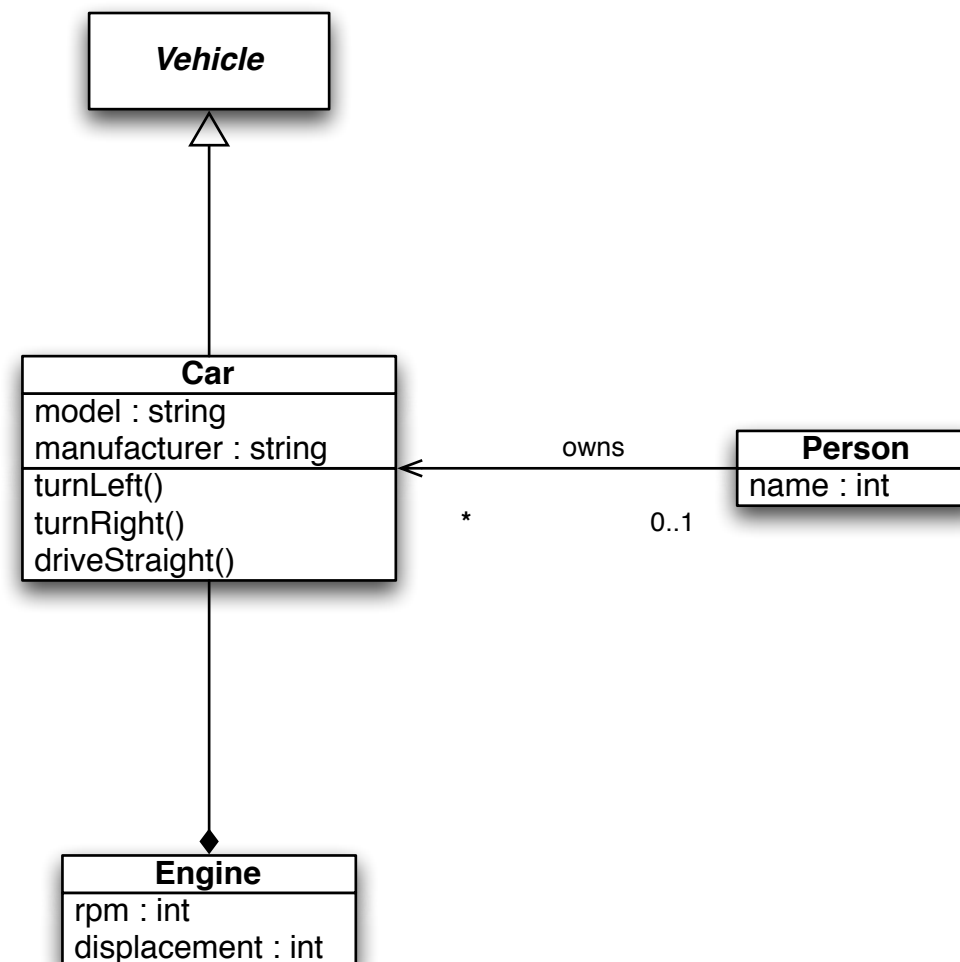 Vehicle
Car
model : string
manufacturer : string
turnLeft()
turnRight()
driveStraight()
owns
*
0..1
Person
name : int
Engine
rpm : int
displacement : int